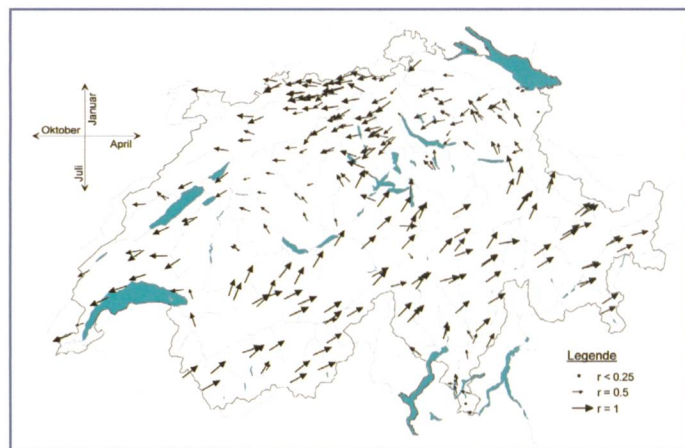 Januar
Oktober
April
Juli
Legende
r < 0.25
r = 0.5
r = 1